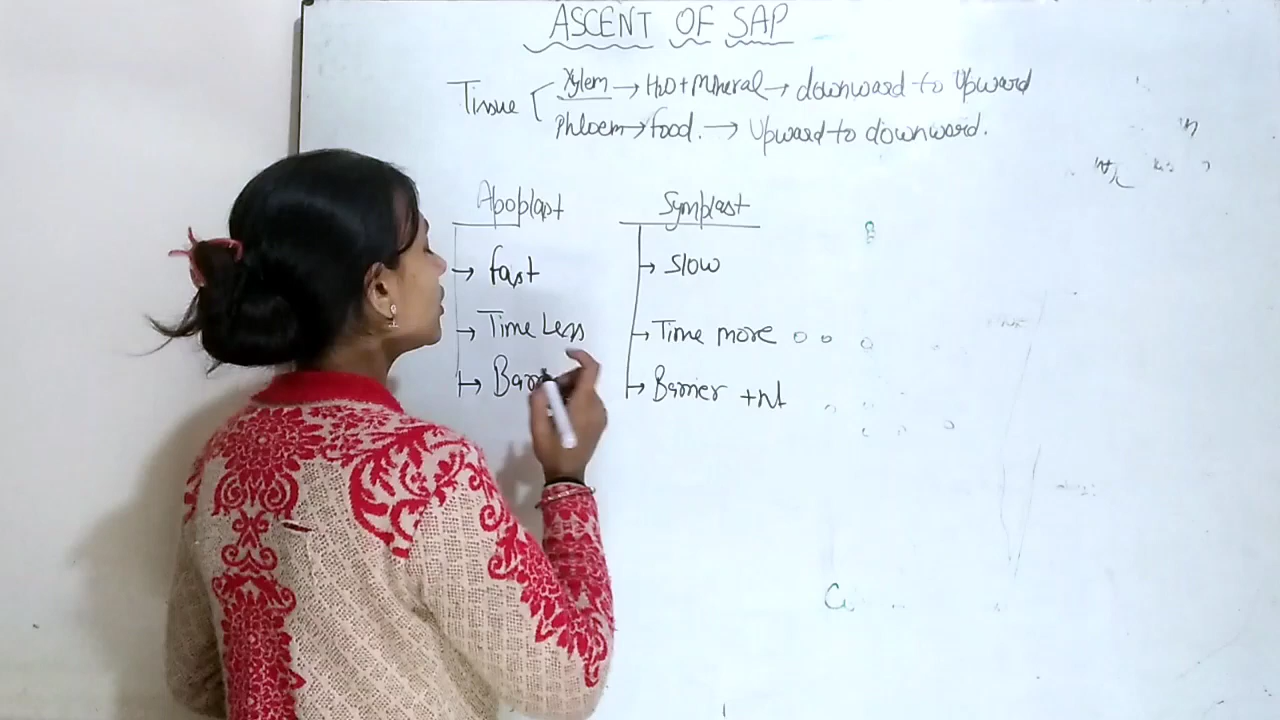 ASCENT OF SAP
Tissue
Xylem → H2O + Mineral → downward to Upward
Phloem → food. → Upward to downward.
Apoplast
→ fast
→ Time Less
Symplast
→ Slow
→ Time more
→ Barrier +nt